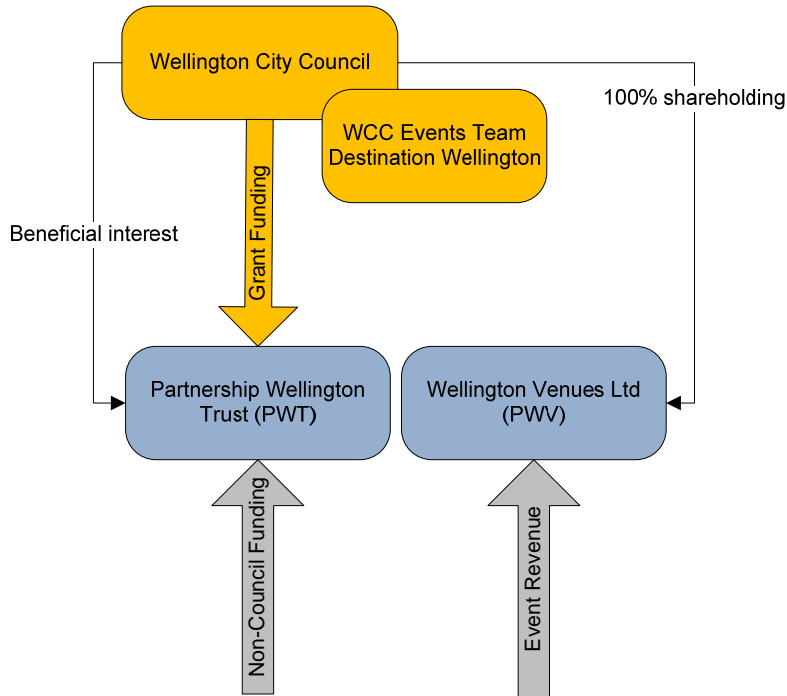 Wellington City Council
100% shareholding
WCC Events Team
Destination Wellington
Beneficial interest
Grant Funding
Partnership Wellington
Trust (PWT)
Wellington Venues Ltd
(PWV)
Non-Council Funding
Event Revenue